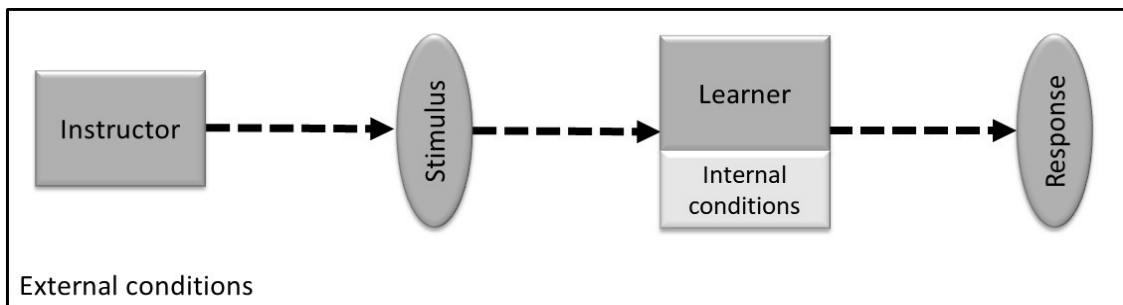 Instructor
Stimulus
Learner
Internal
conditions
Response
External conditions